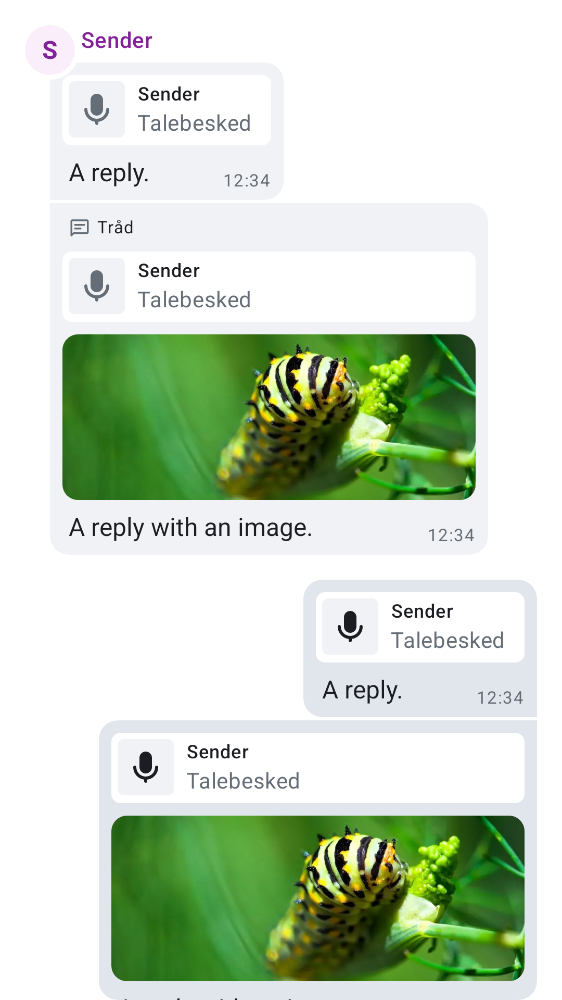 S
Sender
Sender
Talebesked
A reply.
12:34
Tråd
Sender
Talebesked
A reply with an image.
12:34
Sender
Talebesked
A reply.
12:34
Sender
Talebesked